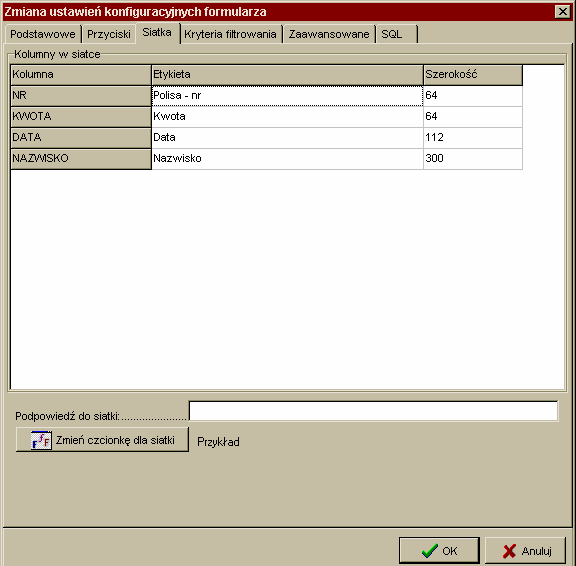 Zmiana ustawień konfiguracyjnych formularza
Podstawowe Przyciski Siatka Kryteria filtrowania Zaawansowane SQL
Kolumny w siatce
Kolumna Etykieta Szerokość
NR Polisa - nr 64
KWOTA Kwota 64
DATA Data 112
NAZWISKO Nazwisko 300
Podpowiedź do siatki:......................
Zmień czcionkę dla siatki Przykład
OK Anuluj